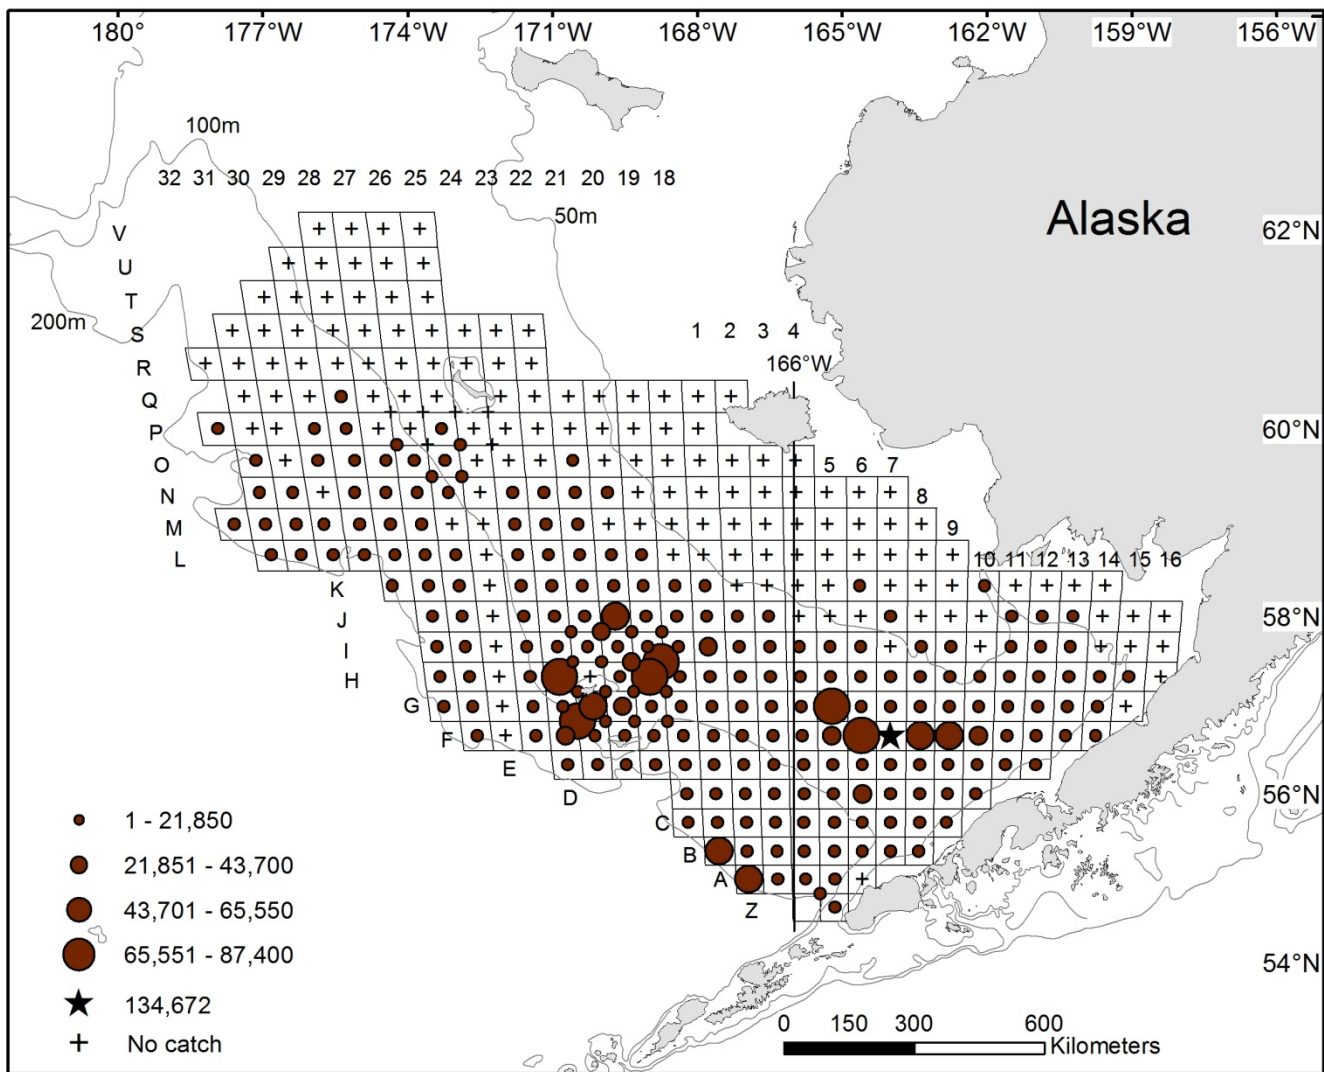 180° 177°W 174°W 171°W 168°W 165°W 162°W 159°W 156°W
100m
32 31 30 29 28 27 26 25 24 23 22 21 20 19 18
50m
Alaska
62°N
V
U
T
200m
S
1 2 3 4
R
166°W
Q
P
60°N
O
5 6 7
N
8
M
9
L
10 11 12 13 14 15 16
K
J
58°N
I
H
G
F
E
D
56°N
C
B
A
Z
54°N
1 - 21,850
21,851 - 43,700
43,701 - 65,550
65,551 - 87,400
134,672
No catch
0 150 300 600
Kilometers